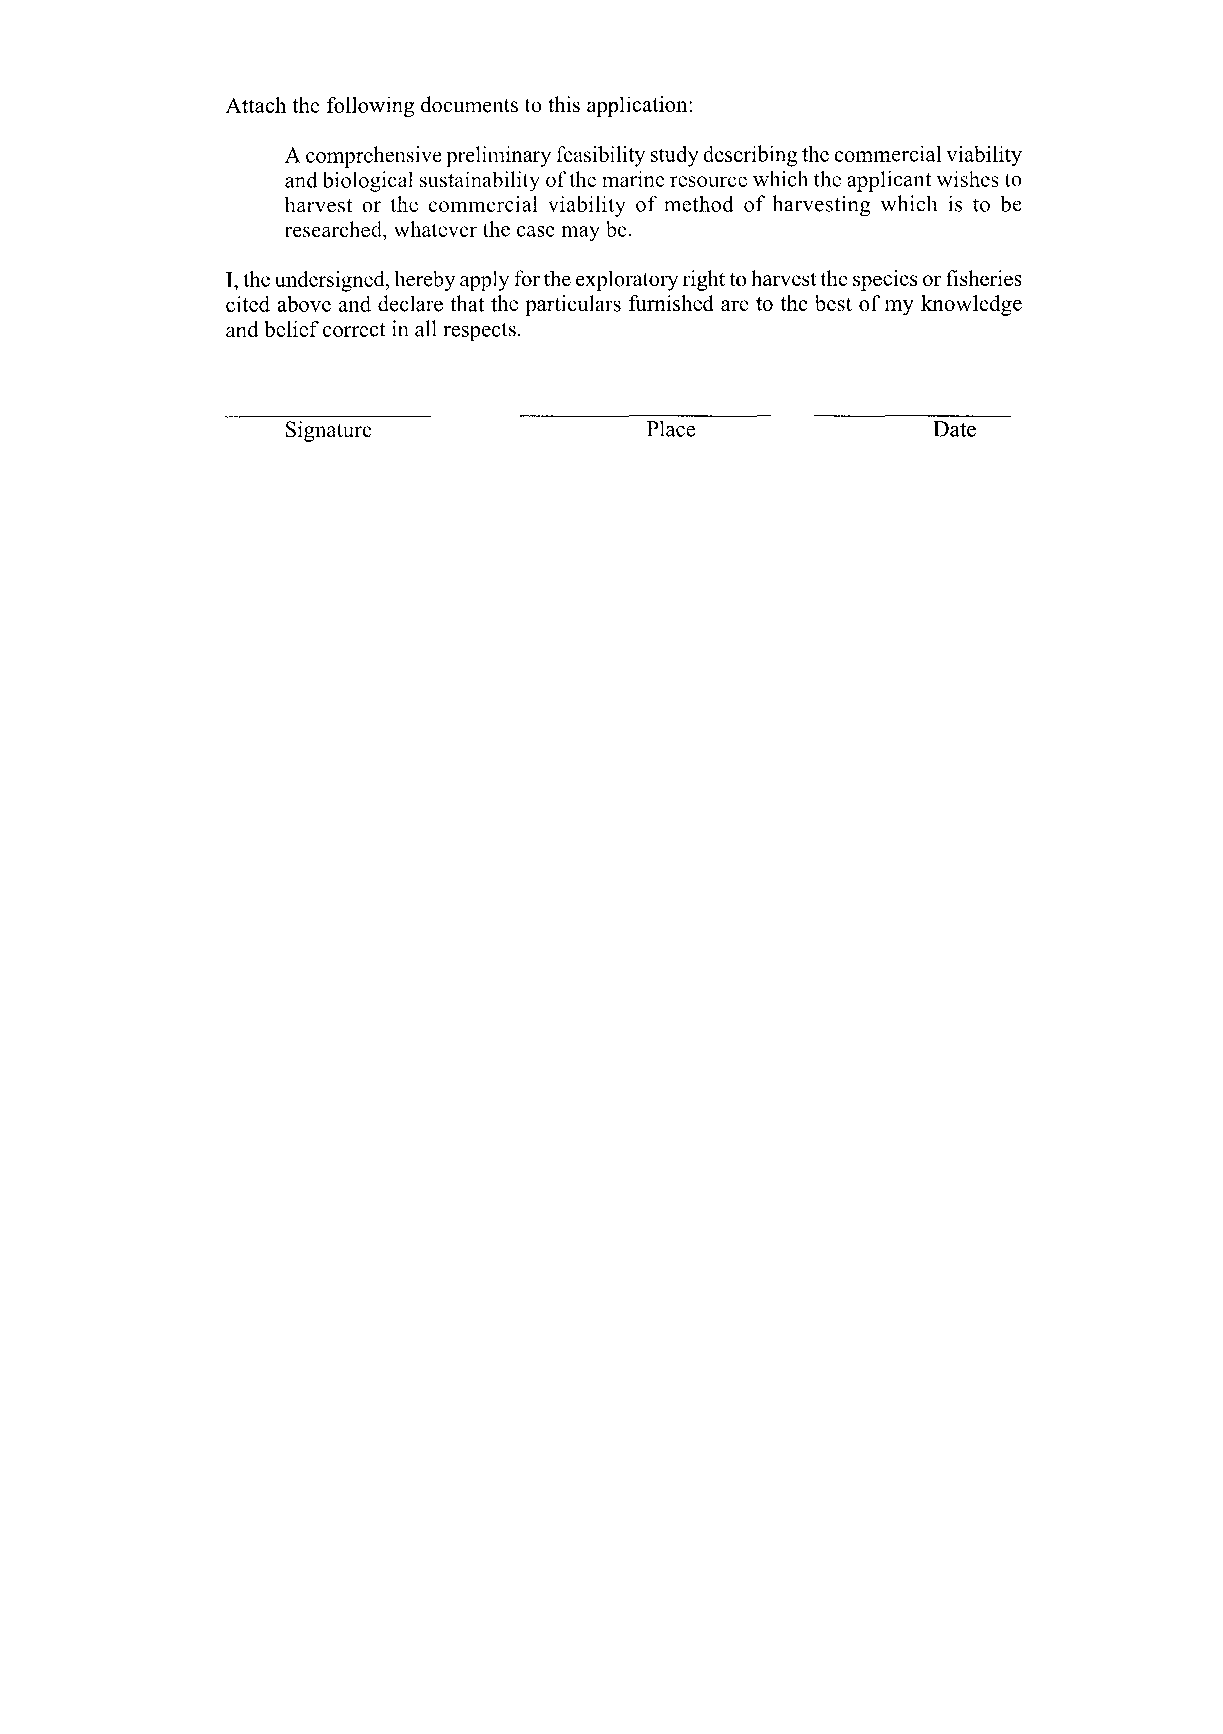 Attach the following documents to this application:
A comprehensive preliminary feasibility study describing the commercial viability
and biological sustainability of the marine resource which the applicant wishes to
harvest or the commercial viability of method of harvesting which is to be
researched, whatever the case may be.
I, the undersigned, hereby apply for the exploratory right to harvest the species or fisheries
cited above and declare that the particulars furnished are to the best of my knowledge
and belief correct in all respects.
Signature Place Date